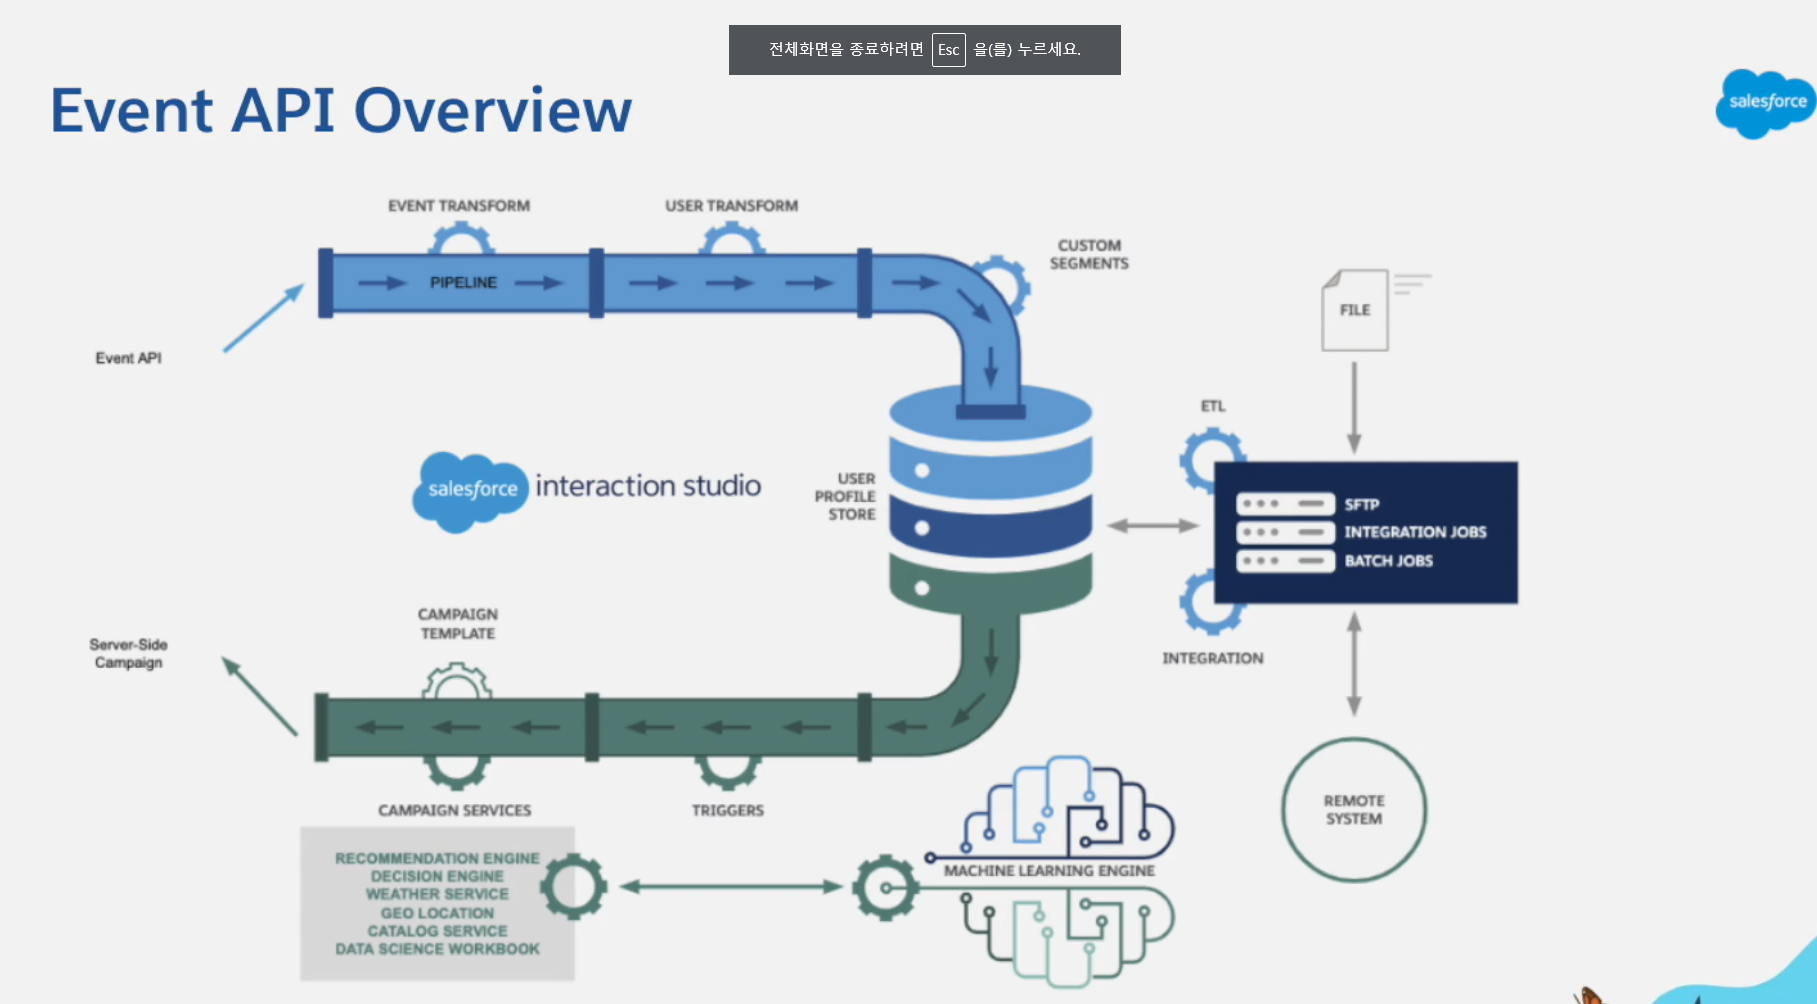 전체화면을 종료하려면 Esc 을(를) 누르세요.
Event API Overview
salesforce
EVENT TRANSFORM
USER TRANSFORM
CUSTOM
SEGMENTS
PIPELINE
FILE
Event API
ETL
salesforce interaction studio
USER
PROFILE
STORE
SFTP
INTEGRATION JOBS
BATCH JOBS
CAMPAIGN
TEMPLATE
Server-Side
Campaign
INTEGRATION
CAMPAIGN SERVICES
TRIGGERS
REMOTE
SYSTEM
RECOMMENDATION ENGINE
DECISION ENGINE
WEATHER SERVICE
GEO LOCATION
CATALOG SERVICE
DATA SCIENCE WORKBOOK
MACHINE LEARNING ENGINE